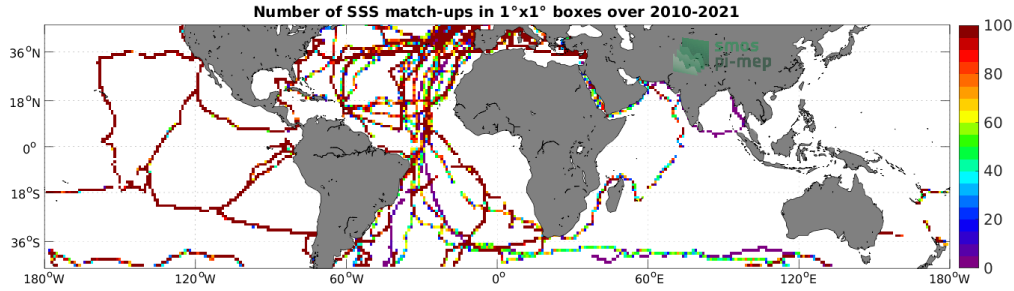 Number of SSS match-ups in 1°x1° boxes over 2010-2021
36°N
18°N
0°
18°S
36°S
180°W
120°W
60°W
0°
60°E
120°E
180°W
smos
pi-mep
100
80
60
40
20
0